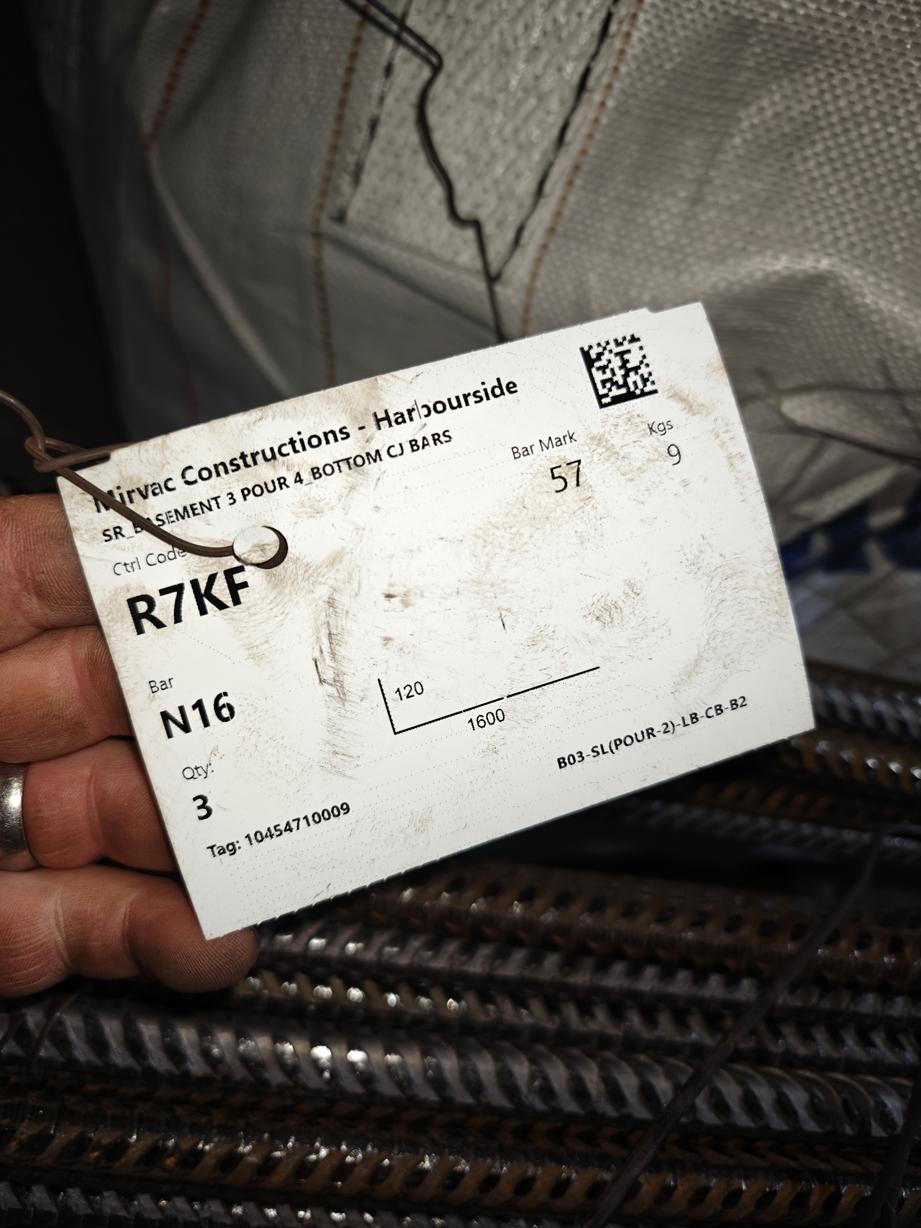 Mirvac Constructions - Harbourside
SR_BASEMENT 3 POUR 4_BOTTOM CJ BARS
Bar Mark
57
Kgs
9
Ctrl Code
R7KF
Bar
N16
120
1600
Qty:
3
B03-SL(POUR-2)-LB-CB-B2
Tag: 10454710009